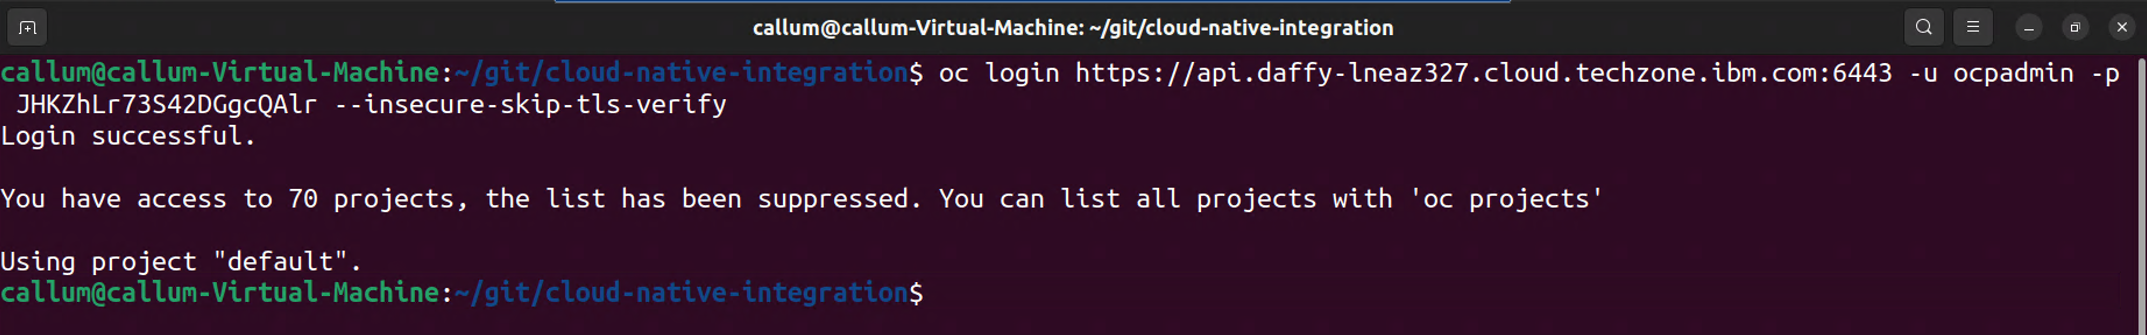 callum@callum-Virtual-Machine: ~/git/cloud-native-integration
callum@callum-Virtual-Machine:~/git/cloud-native-integration$ oc login https://api.daffy-lneaz327.cloud.techzone.ibm.com:6443 -u ocpadmin -p
JHKZhLr73S42DGgcQAlr --insecure-skip-tls-verify
Login successful.
You have access to 70 projects, the list has been suppressed. You can list all projects with 'oc projects'
Using project "default".
callum@callum-Virtual-Machine:~/git/cloud-native-integration$